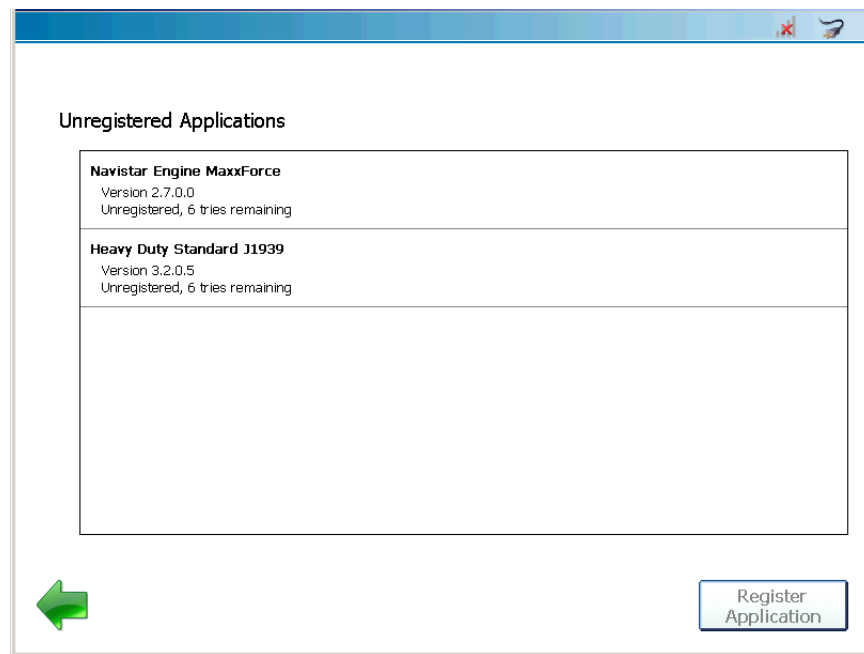 Unregistered Applications
Navistar Engine MaxxForce
Version 2.7.0.0
Unregistered, 6 tries remaining
Heavy Duty Standard J1939
Version 3.2.0.5
Unregistered, 6 tries remaining
Register
Application